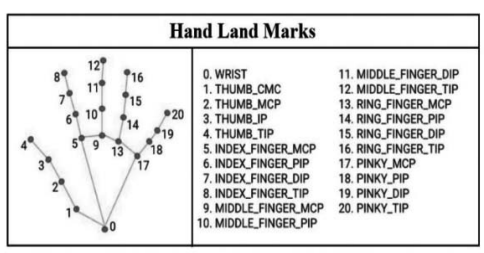 Hand Land Marks
12
8
11
16
7
15
6
10
14
20
4
5
9
19
3
13
18
2
17
1
0
0. WRIST
1. THUMB_CMC
2. THUMB_MCP
3. THUMB_IP
4. THUMB_TIP
5. INDEX_FINGER_MCP
6. INDEX_FINGER_PIP
7. INDEX_FINGER_DIP
8. INDEX_FINGER_TIP
9. MIDDLE_FINGER_MCP
10. MIDDLE_FINGER_PIP
11. MIDDLE_FINGER_DIP
12. MIDDLE_FINGER_TIP
13. RING_FINGER_MCP
14. RING_FINGER_PIP
15. RING_FINGER_DIP
16. RING_FINGER_TIP
17. PINKY_MCP
18. PINKY_PIP
19. PINKY_DIP
20. PINKY_TIP